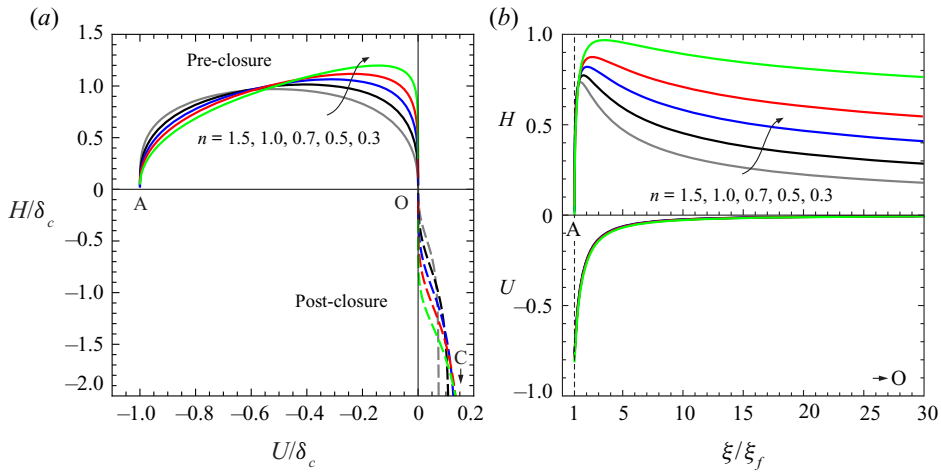 (a)
1.5
Pre-closure
1.0
0.5
n = 1.5, 1.0, 0.7, 0.5, 0.3
0
A
O
H/δc
−0.5
−1.0
Post-closure
−1.5
C
−2.0
−1.0 −0.8 −0.6 −0.4 −0.2 0 0.2
U/δc
(b)
1.0
H
0.5
n = 1.5, 1.0, 0.7, 0.5, 0.3
0
A
U
−0.5
O
−1.0
1 5 10 15 20 25 30
ξ/ξf